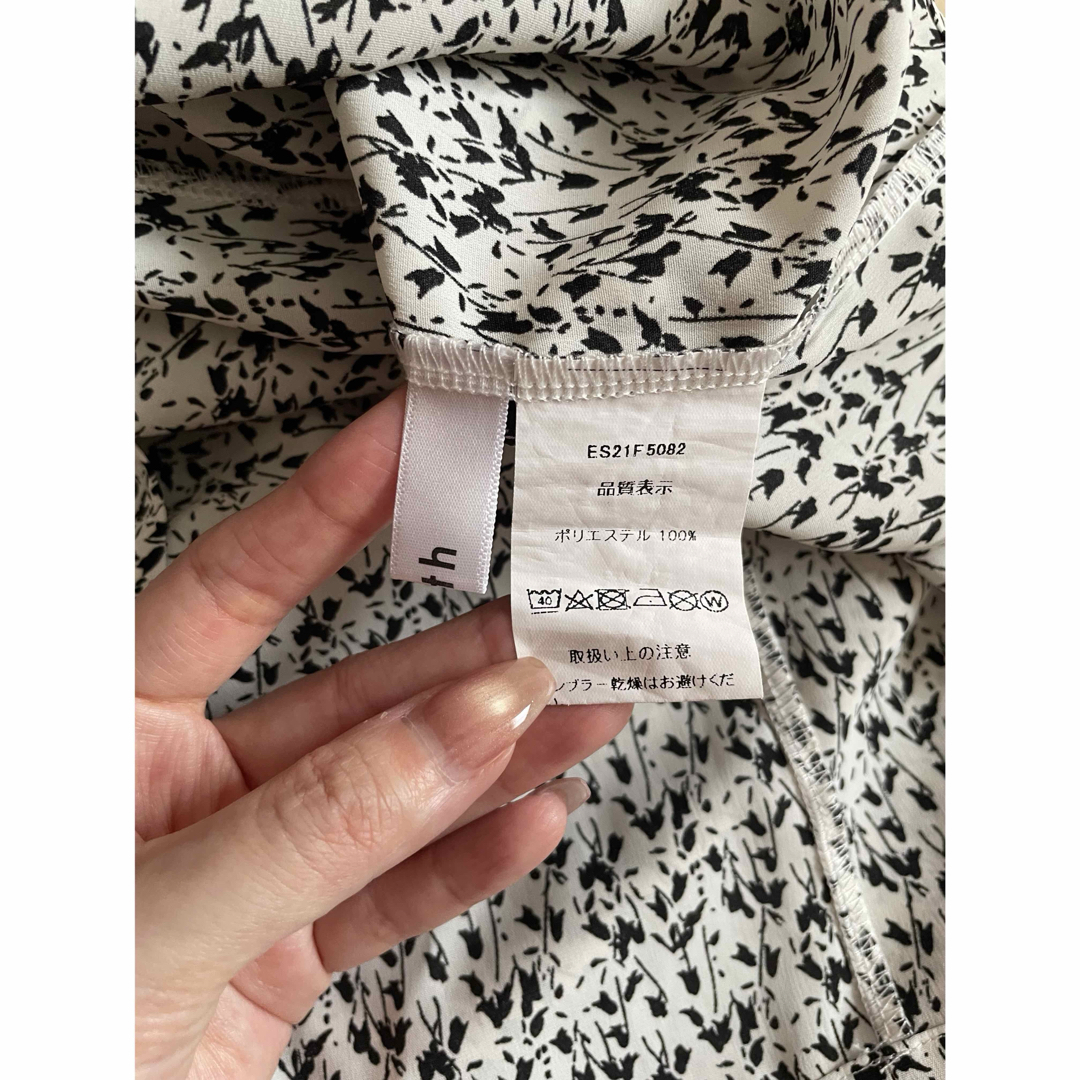 ES21F5082
品質表示
ポリエステル 100%
40 W
取扱い上の注意
ンブラー乾燥はお避けくだ
th